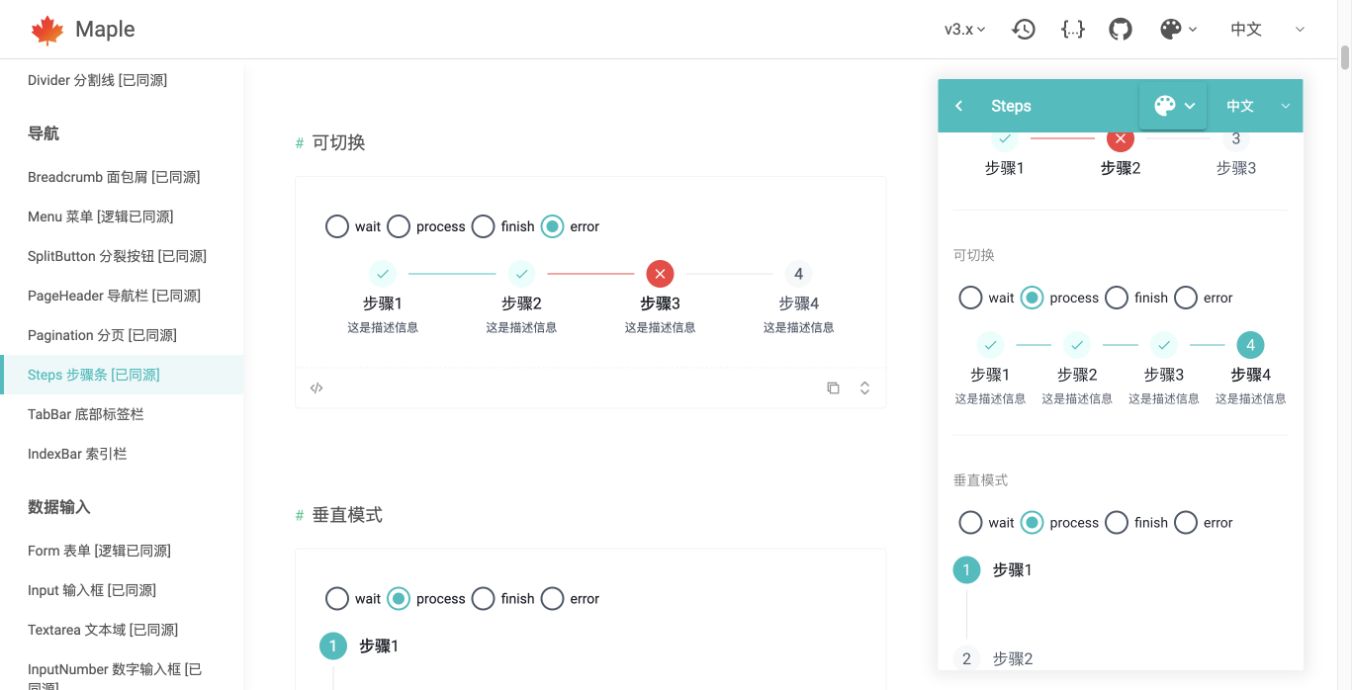 Maple
v3.x
{...}
中文
Divider 分割线 [已同源]
导航
Breadcrumb 面包屑 [已同源]
Menu 菜单 [逻辑已同源]
SplitButton 分裂按钮 [已同源]
PageHeader 导航栏 [已同源]
Pagination 分页 [已同源]
Steps 步骤条 [已同源]
TabBar 底部标签栏
IndexBar 索引栏
数据输入
Form 表单 [逻辑已同源]
Input 输入框 [已同源]
Textarea 文本域 [已同源]
InputNumber 数字输入框 [已
同源]
# 可切换
wait process finish error
4
步骤1 步骤2 步骤3 步骤4
这是描述信息 这是描述信息 这是描述信息 这是描述信息
</>
# 垂直模式
wait process finish error
1 步骤1
Steps 中文
3
步骤1 步骤2 步骤3
可切换
wait process finish error
4
步骤1 步骤2 步骤3 步骤4
这是描述信息 这是描述信息 这是描述信息 这是描述信息
垂直模式
wait process finish error
1 步骤1
2 步骤2